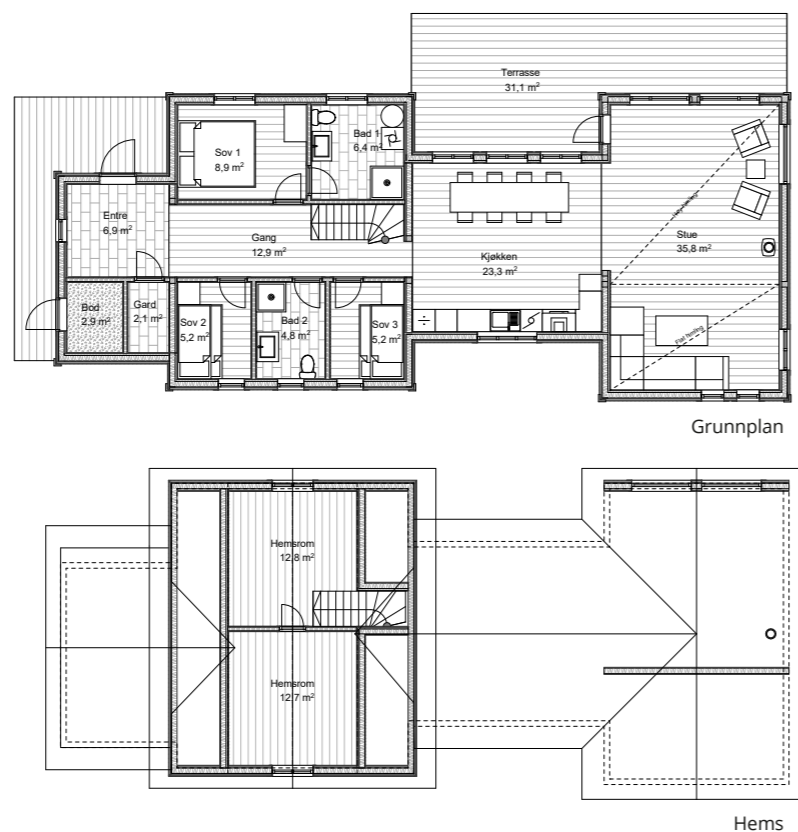 Terrasse
31,1 m²
Bad 1
6,4 m²
Sov 1
8,9 m²
Entre
6,9 m²
Gang
12,9 m²
Stue
35,8 m²
Kjøkken
23,3 m²
Bod
2,9 m²
Gard
2,1 m²
Sov 2
5,2 m²
Bad 2
4,8 m²
Sov 3
5,2 m²
Flat himling
Grunnplan
Hemsrom
12,8 m²
Hemsrom
12,7 m²
Hems